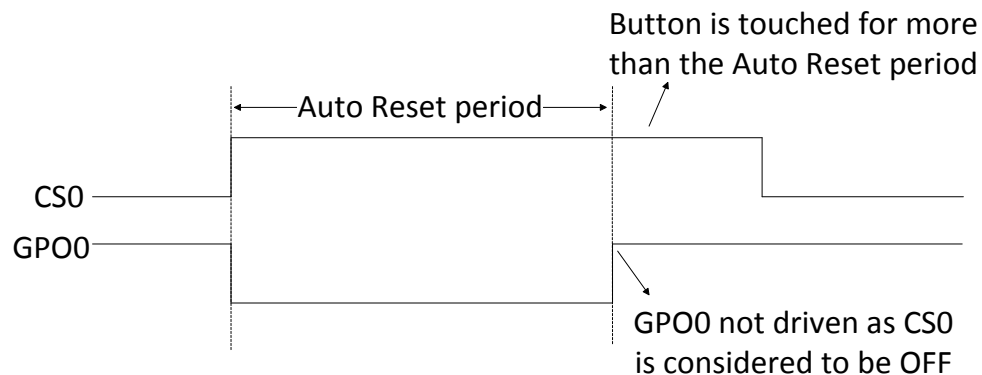 Button is touched for more
than the Auto Reset period
Auto Reset period
CS0
GPO0
GPO0 not driven as CS0
is considered to be OFF